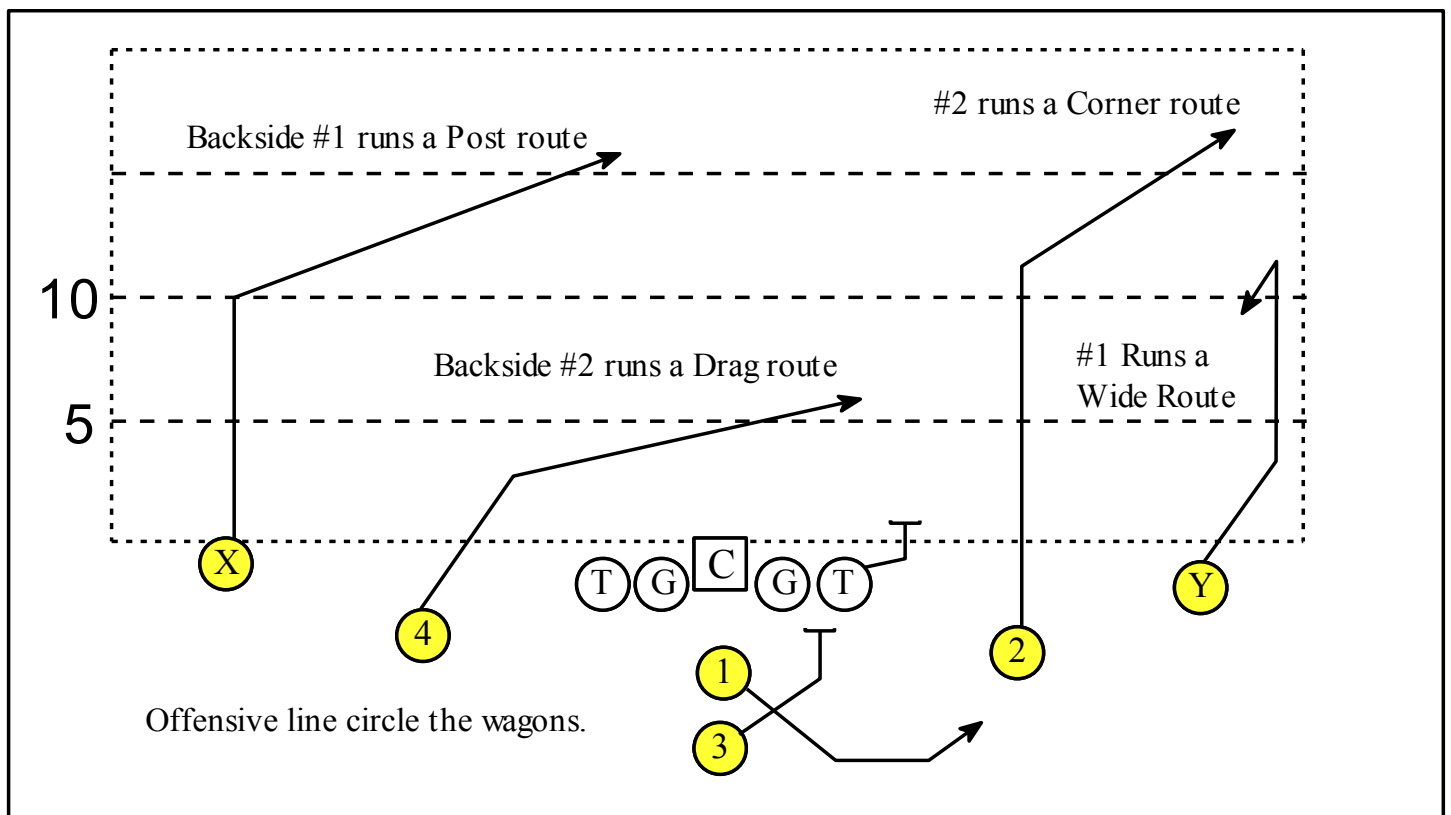 #2 runs a Corner route
Backside #1 runs a Post route
10
#1 Runs a
Wide Route
Backside #2 runs a Drag route
5
X
T G C G T
Y
4
1
2
Offensive line circle the wagons.
3